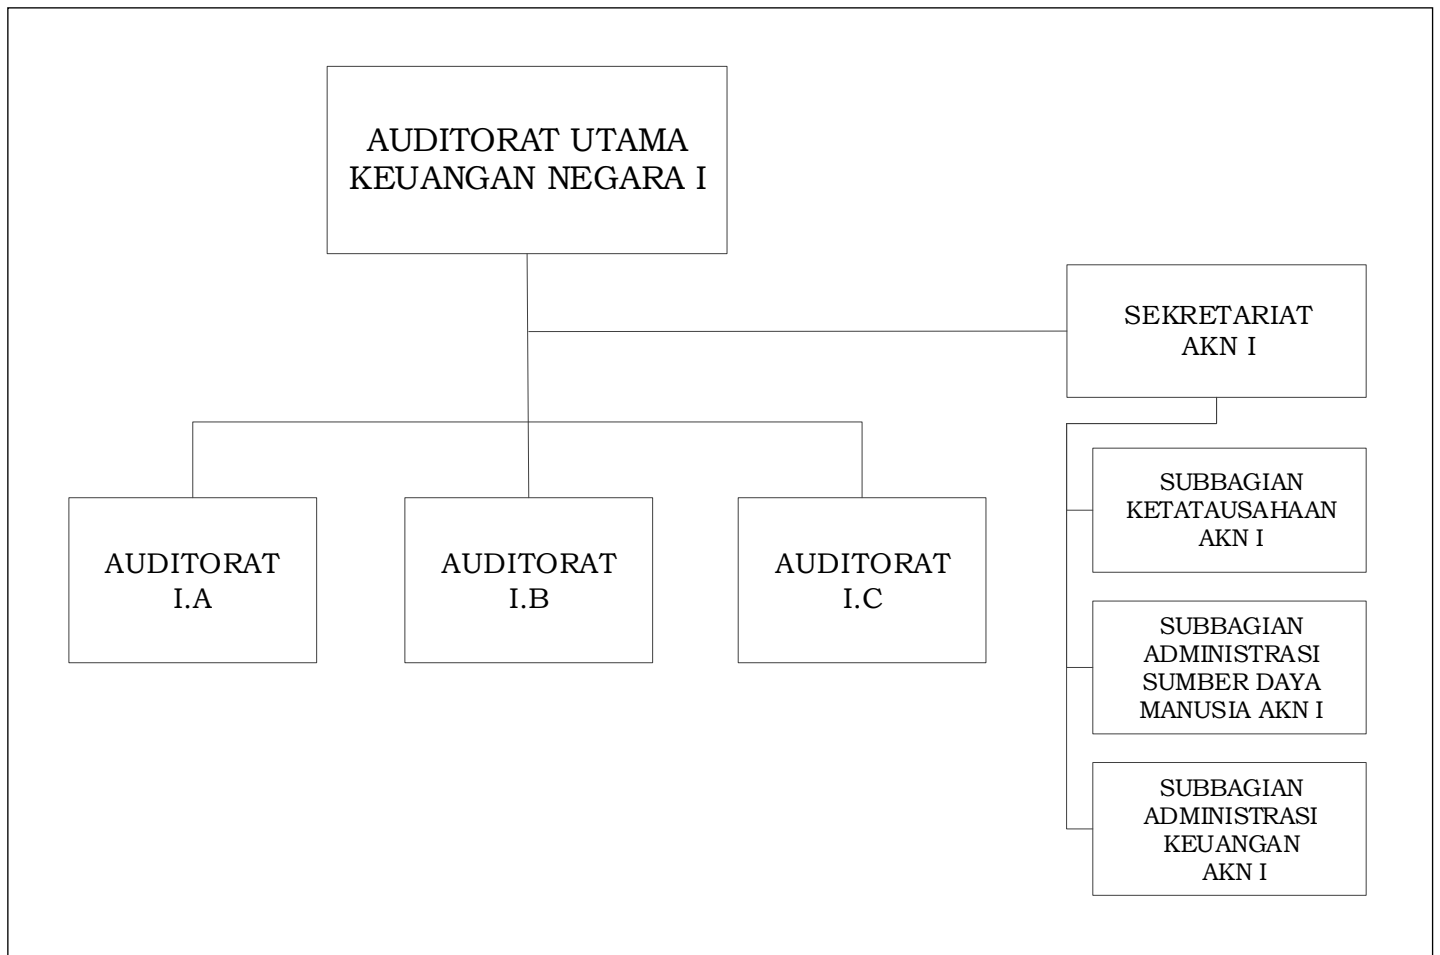 AUDITORAT UTAMA
KEUANGAN NEGARA I
SEKRETARIAT
AKN I
AUDITORAT
I.A
AUDITORAT
I.B
AUDITORAT
I.C
SUBBAGIAN
KETATAUSAHAAN
AKN I
SUBBAGIAN
ADMINISTRASI
SUMBER DAYA
MANUSIA AKN I
SUBBAGIAN
ADMINISTRASI
KEUANGAN
AKN I